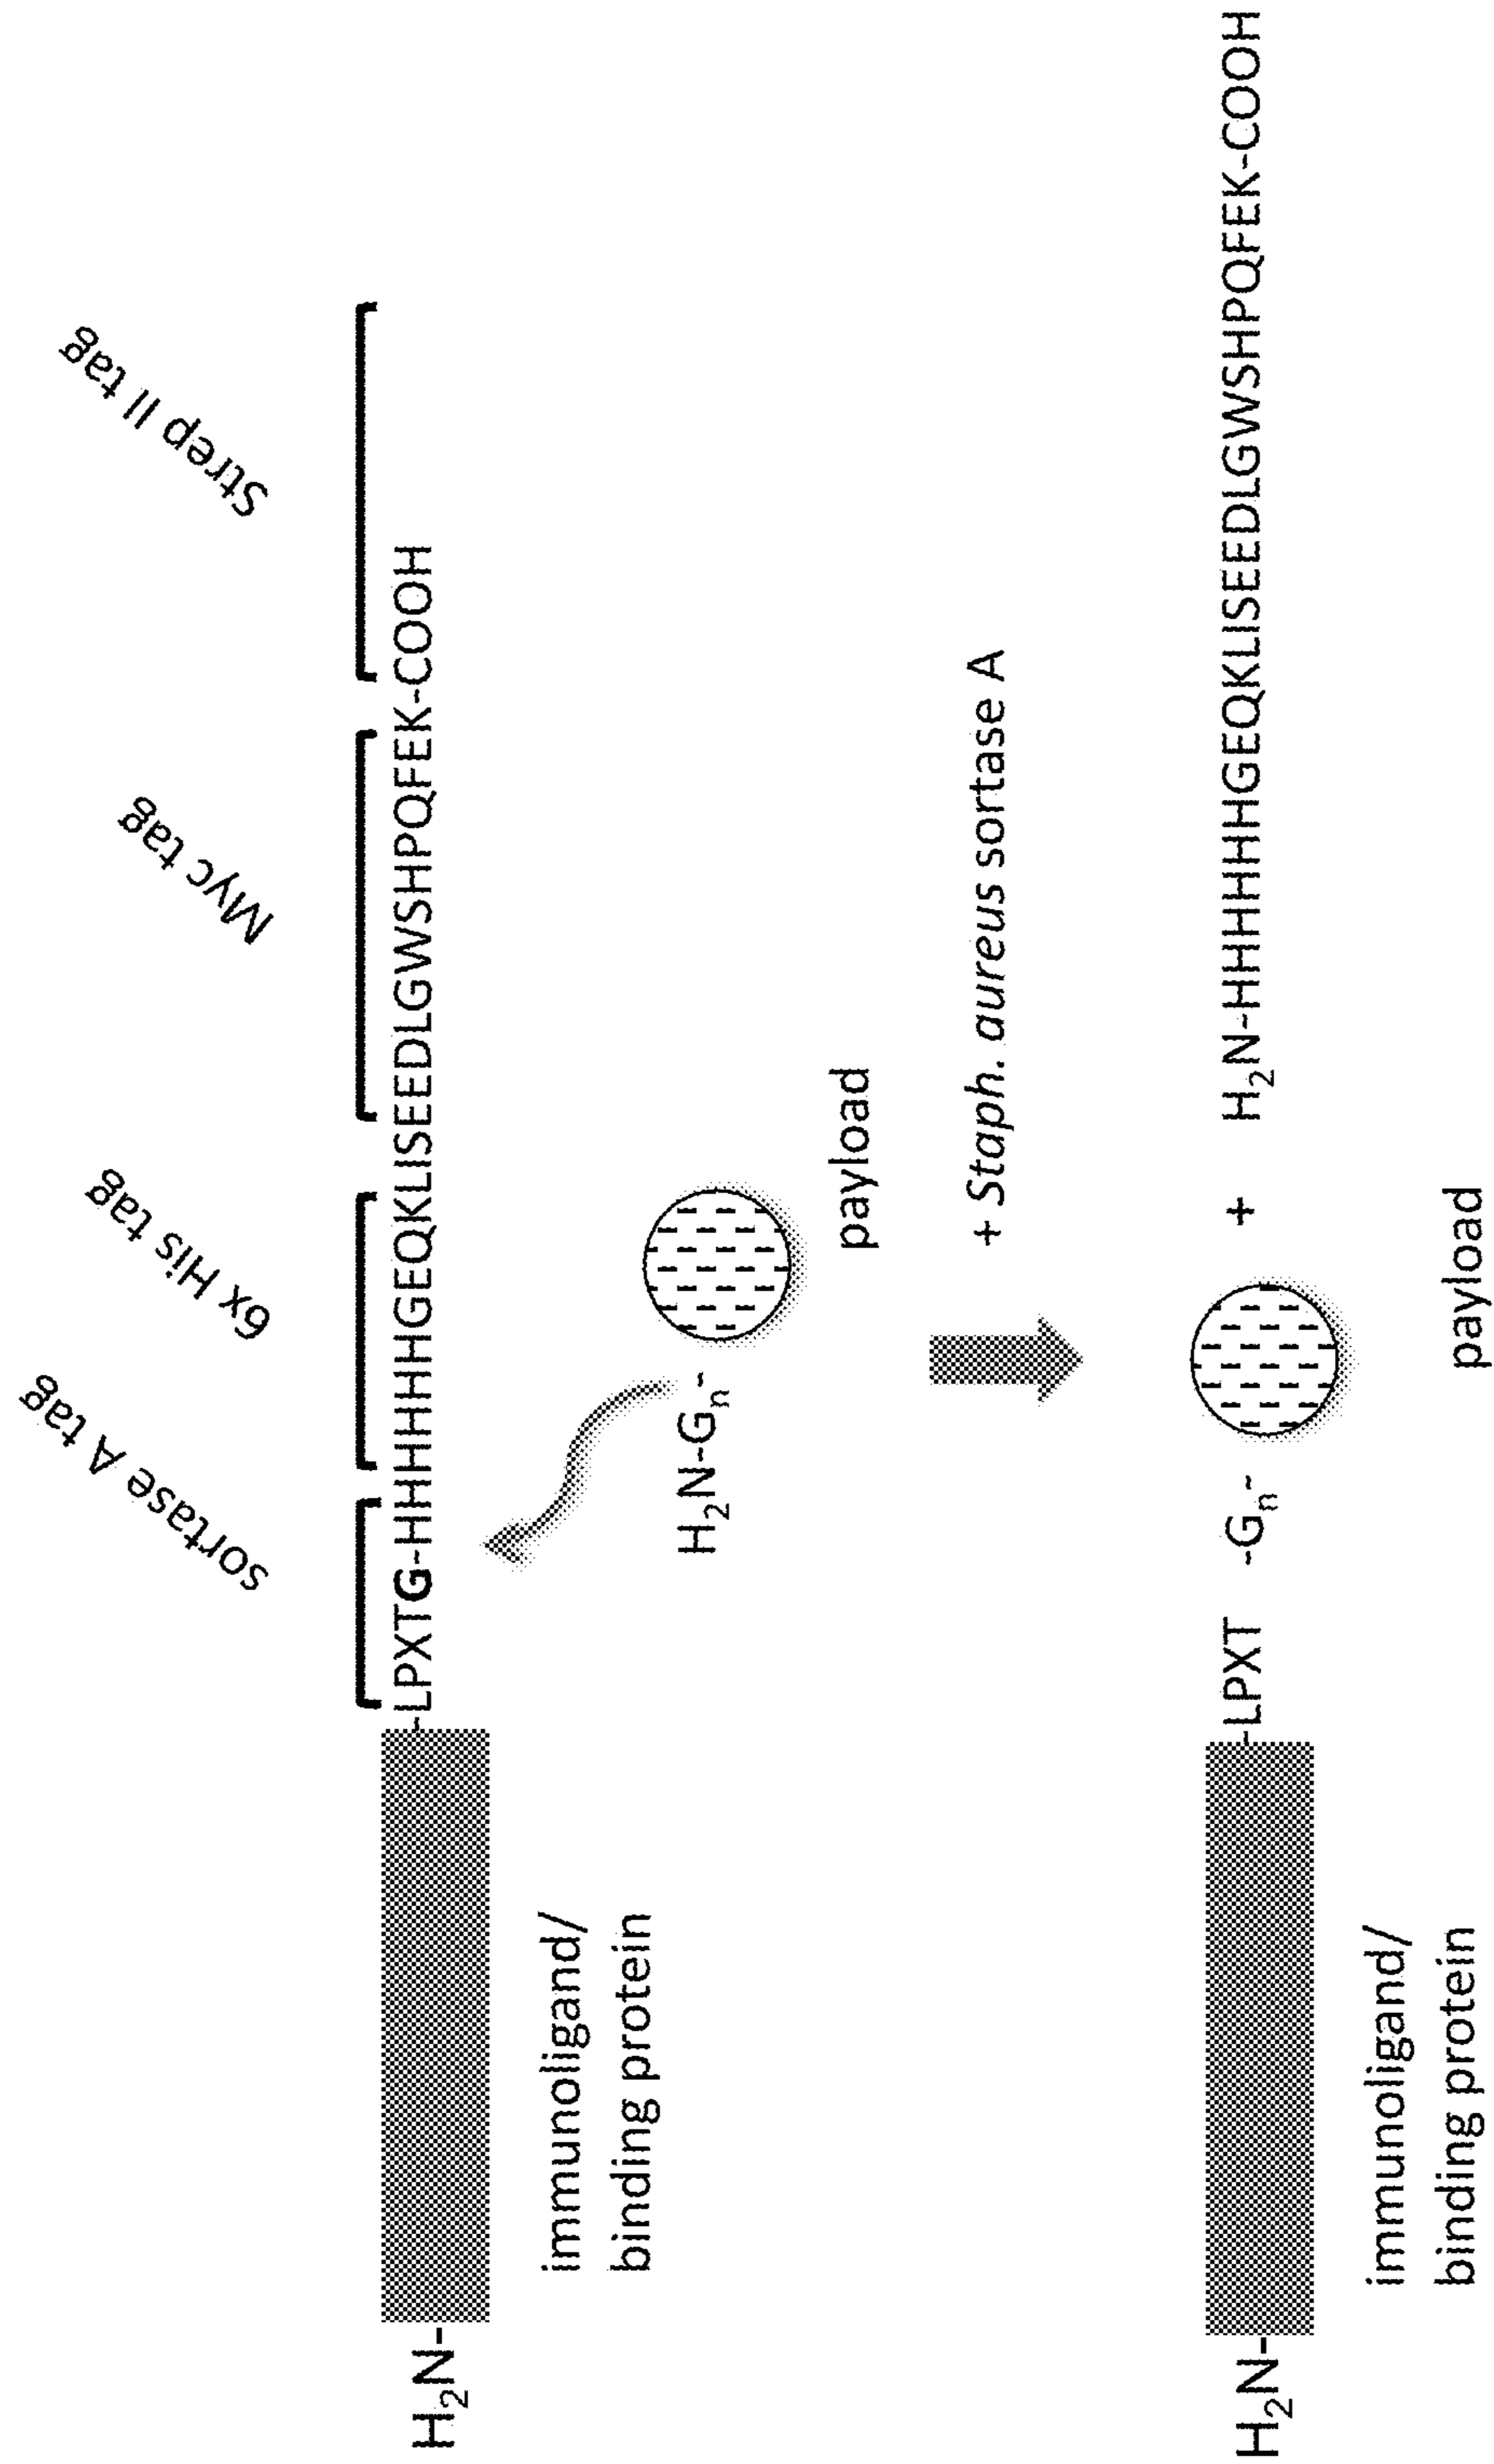 sortase A tag
6x His tag
Myc tag
Strep II tag
H₂N-
-LPXTG-HHHHHHGEQKLISEEDLGWSHPQFEK-COOH
immunoligand/
binding protein
H₂N-Gₙ-
payload
+ Staph. aureus sortase A
H₂N-
-LPXT -Gₙ- + H₂N-HHHHHHGEQKLISEEDLGWSHPQFEK-COOH
immunoligand/
binding protein
payload